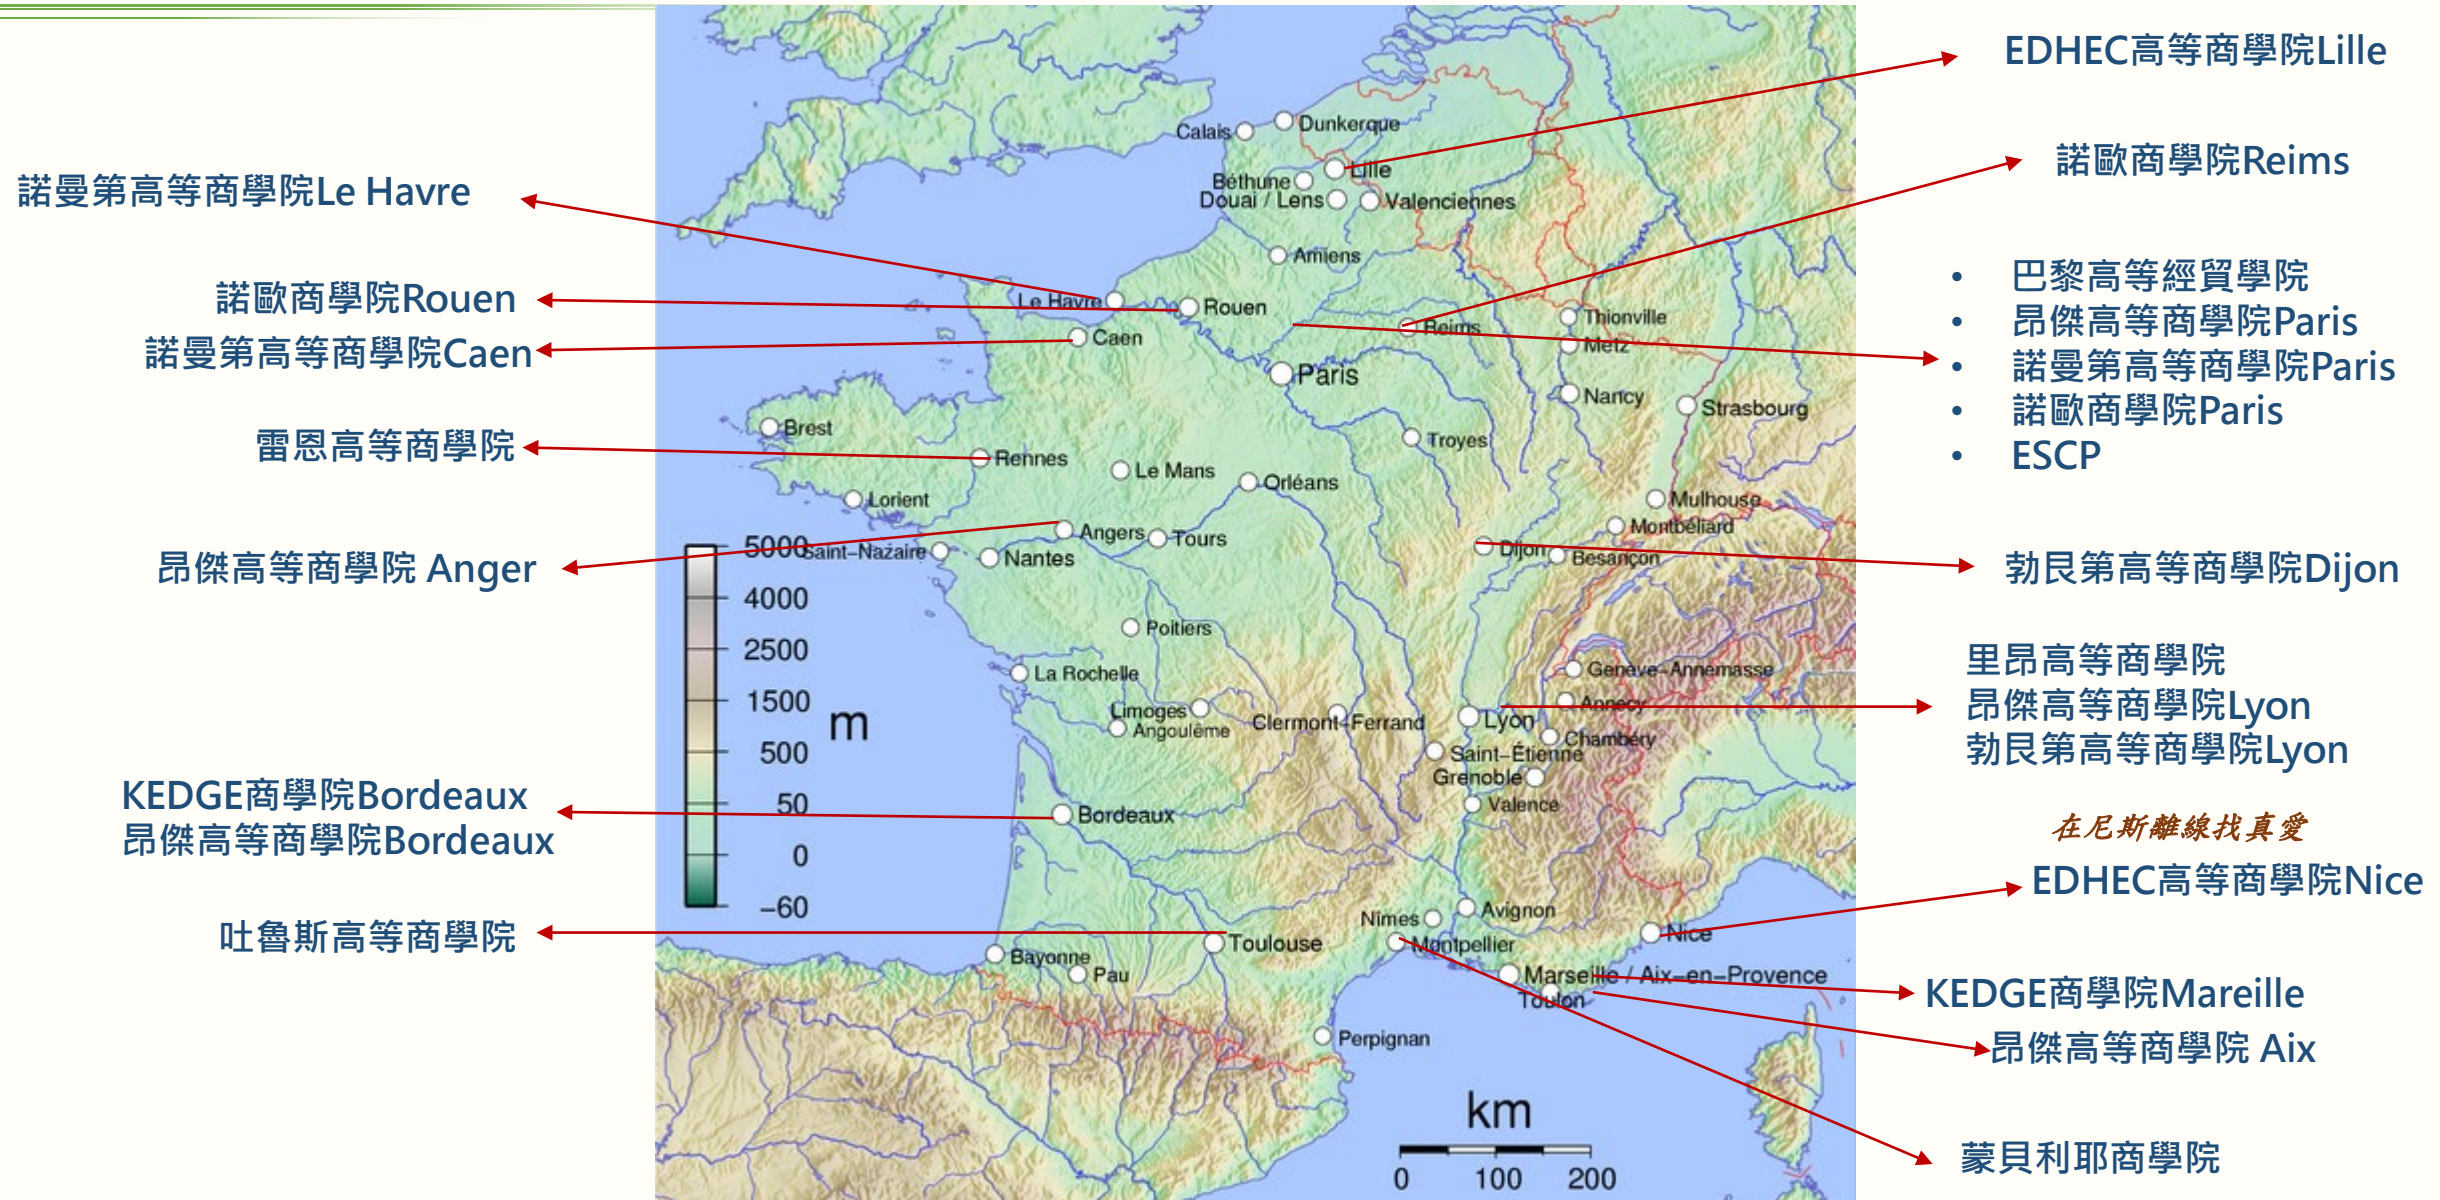 諾曼第高等商學院Le Havre
諾歐商學院Rouen
諾曼第高等商學院Caen
雷恩高等商學院
昂傑高等商學院 Anger
KEDGE商學院Bordeaux
昂傑高等商學院Bordeaux
吐魯斯高等商學院
Calais
Dunkerque
Lille
Béthune
Douai / Lens
Valenciennes
Amiens
Le Havre
Rouen
Caen
Reims
Thionville
Metz
Paris
Nancy
Strasbourg
Brest
Rennes
Le Mans
Orléans
Troyes
Lorient
Mulhouse
Montbéliard
Angers
Tours
Saint-Nazaire
Nantes
Dijon
Besançon
Poitiers
La Rochelle
Genève-Annemasse
Limoges
Angoulême
Clermont-Ferrand
Lyon
Annecy
Chambéry
Saint-Étienne
Grenoble
Valence
Bordeaux
Avignon
Nîmes
Montpellier
Nice
Toulouse
Bayonne
Pau
Marseille / Aix-en-Provence
Toulon
Perpignan
5000
4000
2500
1500
500
50
0
-60
m
km
0 100 200
EDHEC高等商學院Lille
諾歐商學院Reims
• 巴黎高等經貿學院
• 昂傑高等商學院Paris
• 諾曼第高等商學院Paris
• 諾歐商學院Paris
• ESCP
勃艮第高等商學院Dijon
里昂高等商學院
昂傑高等商學院Lyon
勃艮第高等商學院Lyon
在尼斯離線找真愛
EDHEC高等商學院Nice
KEDGE商學院Mareille
昂傑高等商學院 Aix
蒙貝利耶商學院